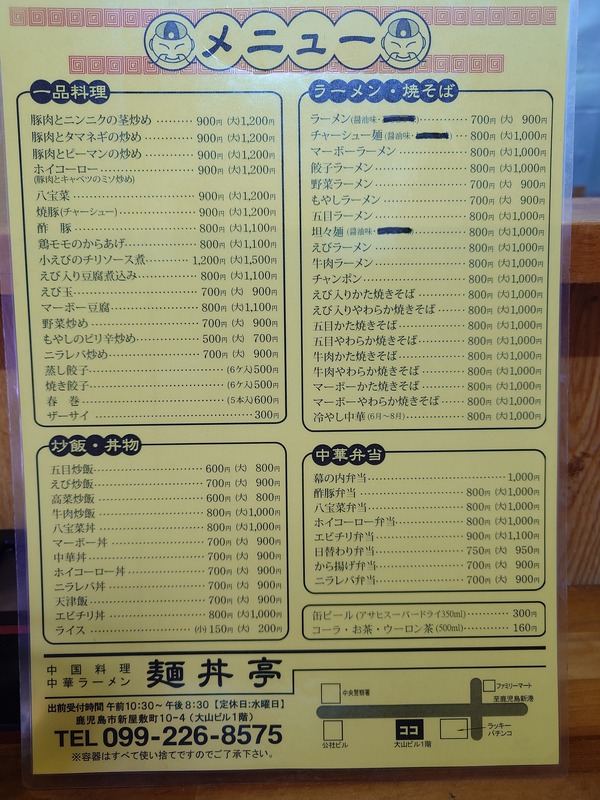 メニュー
一品料理
豚肉とニンニクの茎炒め 900円 (大)1,200円
豚肉とタマネギの炒め 900円 (大)1,200円
豚肉とピーマンの炒め 900円 (大)1,200円
ホイコーロー 900円 (大)1,200円
(豚肉とキャベツのミソ炒め)
八宝菜 900円 (大)1,200円
焼豚(チャーシュー) 900円 (大)1,200円
酢 豚 800円 (大)1,100円
鶏モモのからあげ 800円 (大)1,100円
小えびのチリソース煮 1,200円 (大)1,500円
えび入り豆腐煮込み 800円 (大)1,100円
えび玉 700円 (大) 900円
マーボー豆腐 800円 (大)1,100円
野菜炒め 700円 (大) 900円
もやしのピリ辛炒め 500円 (大) 700円
ニラレバ炒め 700円 (大) 900円
蒸し餃子 (6ケ入)500円
焼き餃子 (6ケ入)500円
春 巻 (5本入)600円
ザーサイ 300円
ラーメン・焼そば
ラーメン(醤油味・ 700円 (大) 900円
チャーシュー麺(醤油味・ 800円 (大)1,000円
マーボーラーメン 800円 (大)1,000円
餃子ラーメン 800円 (大)1,000円
野菜ラーメン 700円 (大) 900円
もやしラーメン 700円 (大) 900円
五目ラーメン 800円 (大)1,000円
坦々麺(醤油味・ 800円 (大)1,000円
えびラーメン 800円 (大)1,000円
牛肉ラーメン 800円 (大)1,000円
チャンポン 800円 (大)1,000円
えび入りかた焼きそば 800円 (大)1,000円
えび入りやわらか焼きそば 800円 (大)1,000円
五目かた焼きそば 800円 (大)1,000円
五目やわらか焼きそば 800円 (大)1,000円
牛肉かた焼きそば 800円 (大)1,000円
牛肉やわらか焼きそば 800円 (大)1,000円
マーボーかた焼きそば 800円 (大)1,000円
マーボーやわらか焼きそば 800円 (大)1,000円
冷やし中華(6月〜8月) 800円 (大)1,000円
炒飯・丼物
五目炒飯 600円 (大) 800円
えび炒飯 700円 (大) 900円
高菜炒飯 600円 (大) 800円
牛肉炒飯 800円 (大)1,000円
八宝菜丼 800円 (大)1,000円
マーボー丼 700円 (大) 900円
中華丼 700円 (大) 900円
ホイコーロー丼 700円 (大) 900円
ニラレバ丼 700円 (大) 900円
天津飯 700円 (大) 900円
エビチリ丼 800円 (大)1,000円
ライス (小)150円 (大) 200円
中華弁当
幕の内弁当 1,000円
酢豚弁当 800円 (大)1,000円
八宝菜弁当 800円 (大)1,000円
ホイコーロー弁当 800円 (大)1,000円
エビチリ弁当 900円 (大)1,100円
日替わり弁当 750円 (大) 950円
から揚げ弁当 700円 (大) 900円
ニラレバ弁当 700円 (大) 900円
缶ビール(アサヒスーパードライ350ml) 300円
コーラ・お茶・ウーロン茶(500ml) 160円
中国料理
中華ラーメン
麺丼亭
出前受付時間 午前10:30〜午後8:30【定休日:水曜日】
鹿児島市新屋敷町10-4(大山ビル1階)
TEL 099-226-8575
※容器はすべて使い捨てですのでご了承下さい。
中央警察署
ファミリーマート
至鹿児島新港
公社ビル
ココ
大山ビル1階
ラッキー
パチンコ